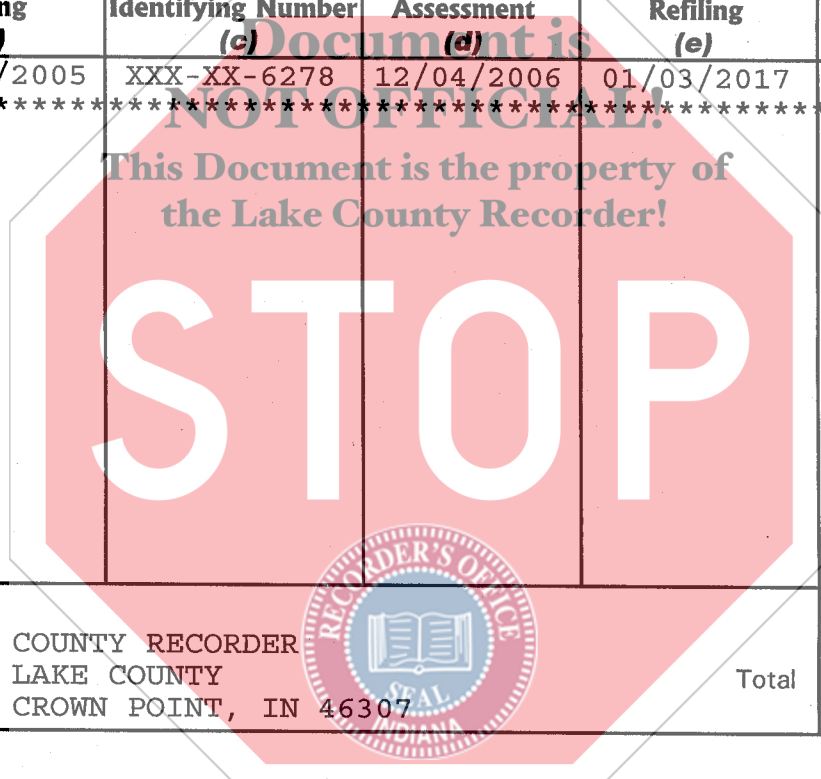 ng Identifying Number Assessment Refiling
) (c) (d) (e)
/2005 XXX-XX-6278 12/04/2006 01/03/2017
****************************************************
Document is
NOT OFFICIAL!
This Document is the property of
the Lake County Recorder!
STOP
RECORDER'S OFFICE
SEAL
INDIANA
COUNTY RECORDER
LAKE COUNTY
CROWN POINT, IN 46307
Total